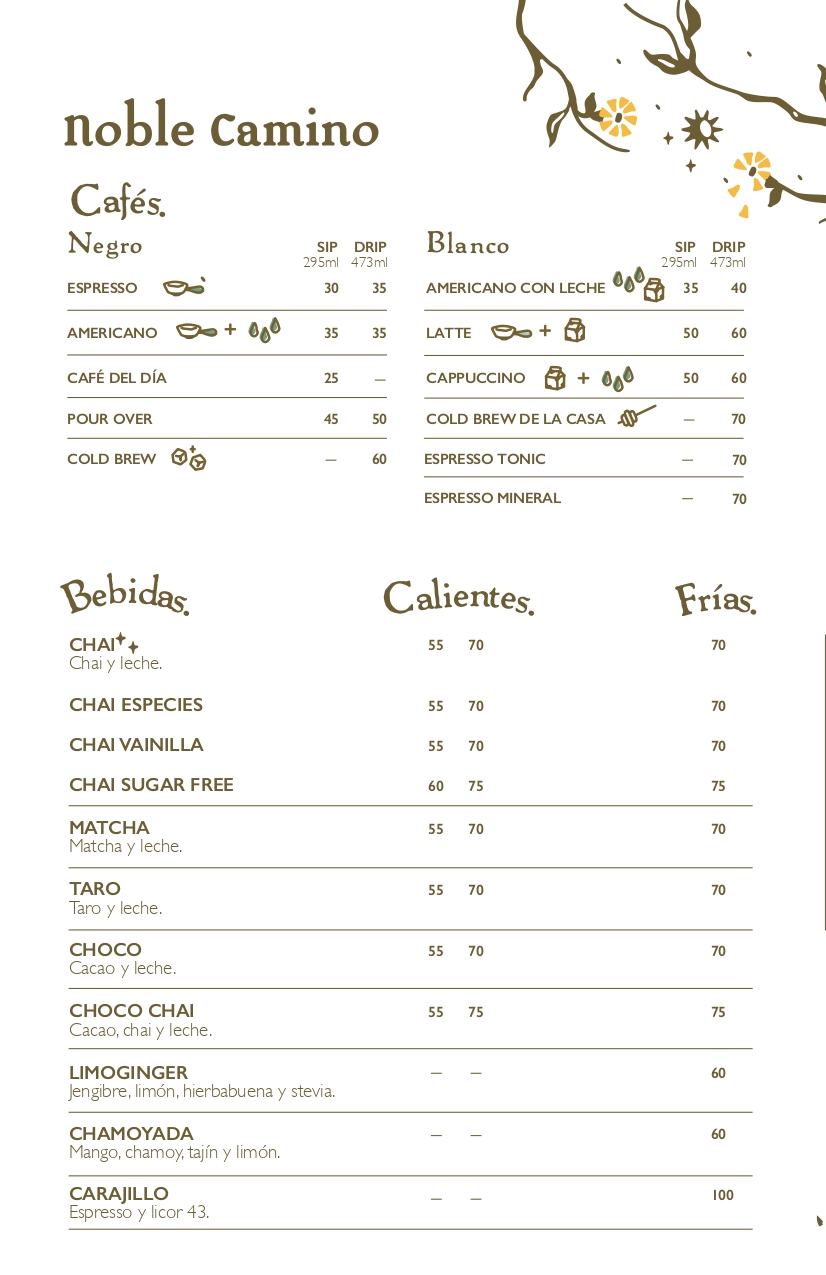 Noble Camino
Cafés.
Negro
SIP DRIP
295ml 473ml
ESPRESSO 30 35
AMERICANO + 35 35
CAFÉ DEL DÍA 25 —
POUR OVER 45 50
COLD BREW — 60
Blanco
SIP DRIP
295ml 473ml
AMERICANO CON LECHE 35 40
LATTE + 50 60
CAPPUCCINO + 50 60
COLD BREW DE LA CASA — 70
ESPRESSO TONIC — 70
ESPRESSO MINERAL — 70
Bebidas. Calientes. Frías.
CHAI 55 70 70
Chai y leche.
CHAI ESPECIES 55 70 70
CHAI VAINILLA 55 70 70
CHAI SUGAR FREE 60 75 75
MATCHA 55 70 70
Matcha y leche.
TARO 55 70 70
Taro y leche.
CHOCO 55 70 70
Cacao y leche.
CHOCO CHAI 55 75 75
Cacao, chai y leche.
LIMOGINGER — — 60
Jengibre, limón, hierbabuena y stevia.
CHAMOYADA — — 60
Mango, chamoy, tajín y limón.
CARAJILLO — — 100
Espresso y licor 43.